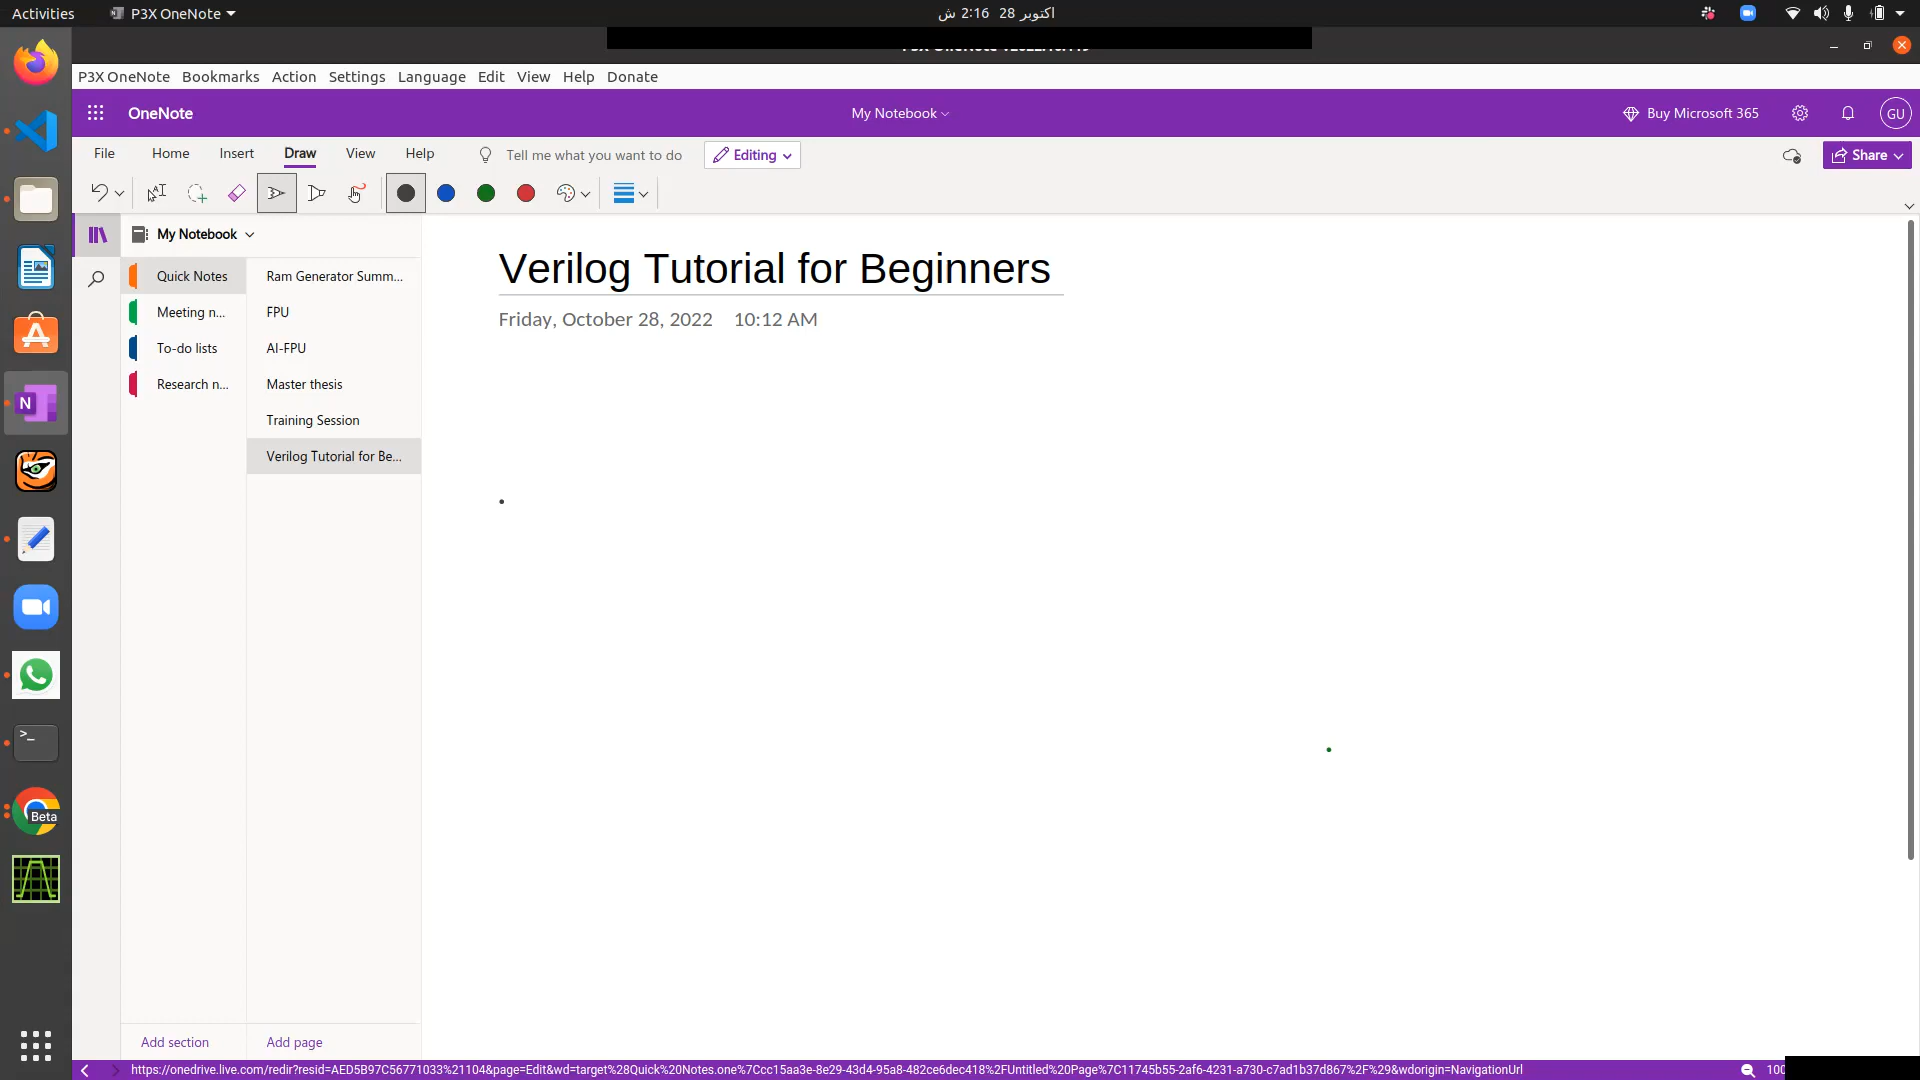 Activities P3X OneNote اکتوبر 28 2:16 ش
P3X OneNote Bookmarks Action Settings Language Edit View Help Donate
OneNote My Notebook Buy Microsoft 365 GU
File Home Insert Draw View Help Tell me what you want to do Editing Share
My Notebook
Quick Notes
Meeting n...
To-do lists
Research n...
Ram Generator Summ...
FPU
AI-FPU
Master thesis
Training Session
Verilog Tutorial for Be...
Verilog Tutorial for Beginners
Friday, October 28, 2022 10:12 AM
N
>_
Beta
Add section Add page
https://onedrive.live.com/redir?resid=AED5B97C56771033%21104&page=Edit&wd=target%28Quick%20Notes.one%7Ccc15aa3e-8e29-43d4-95a8-482ce6dec418%2FUntitled%20Page%7C11745b55-2af6-4231-a730-c7ad1b37d867%2F%29&wdorigin=NavigationUrl 100